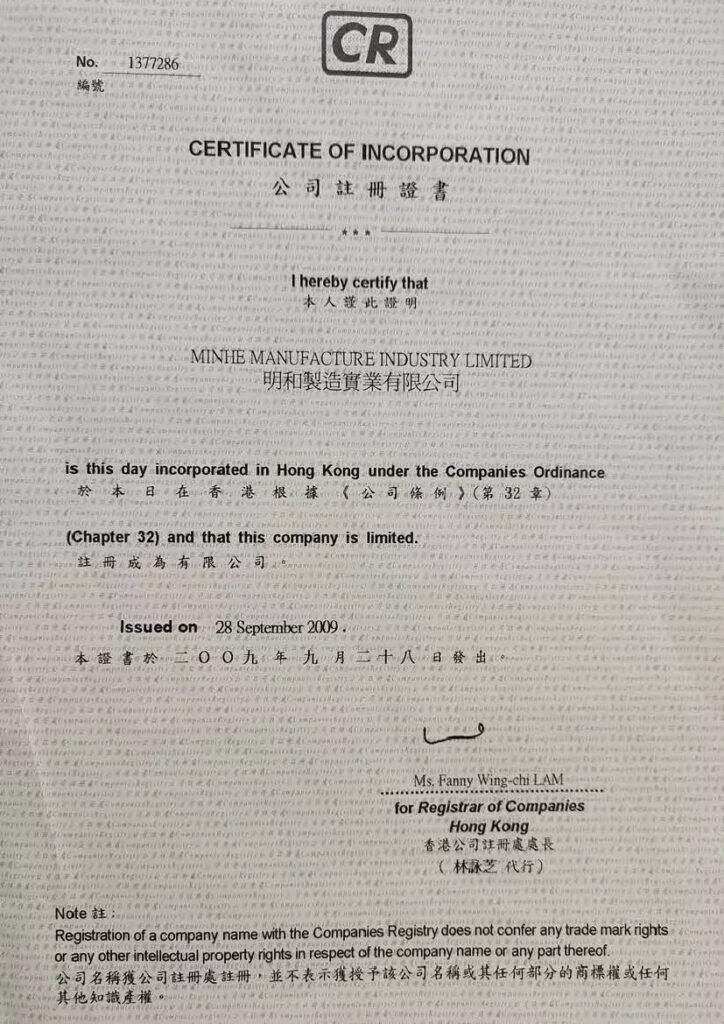 CR
No. 1377286
編號
CERTIFICATE OF INCORPORATION
公司註冊證書
***
I hereby certify that
本人謹此證明
MINHE MANUFACTURE INDUSTRY LIMITED
明和製造實業有限公司
is this day incorporated in Hong Kong under the Companies Ordinance
於本日在香港根據《公司條例》(第32章)
(Chapter 32) and that this company is limited.
註冊成為有限公司。
Issued on 28 September 2009.
本證書於二〇〇九年九月二十八日發出。
Ms. Fanny Wing-chi LAM
for Registrar of Companies
Hong Kong
香港公司註冊處處長
(林詠芝代行)
Note 註:
Registration of a company name with the Companies Registry does not confer any trade mark rights
or any other intellectual property rights in respect of the company name or any part thereof.
公司名稱獲公司註冊處註冊,並不表示獲授予該公司名稱或其任何部分的商標權或任何
其他知識產權。